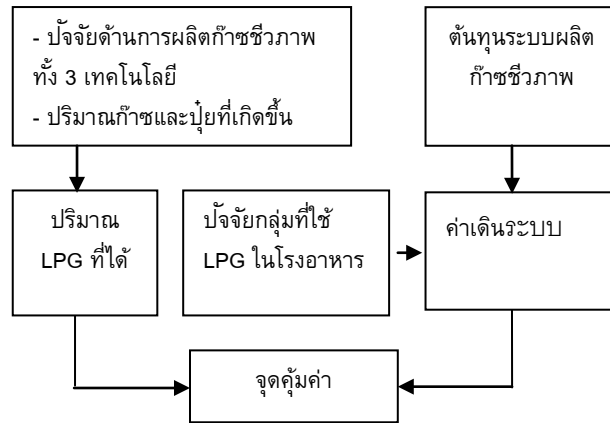 - ปัจจัยด้านการผลิตก๊าซชีวภาพ
ทั้ง 3 เทคโนโลยี
- ปริมาณก๊าซและปุ๋ยที่เกิดขึ้น
ต้นทุนระบบผลิต
ก๊าซชีวภาพ
ปริมาณ
LPG ที่ได้
ปัจจัยกลุ่มที่ใช้
LPG ในโรงอาหาร
ค่าเดินระบบ
จุดคุ้มค่า